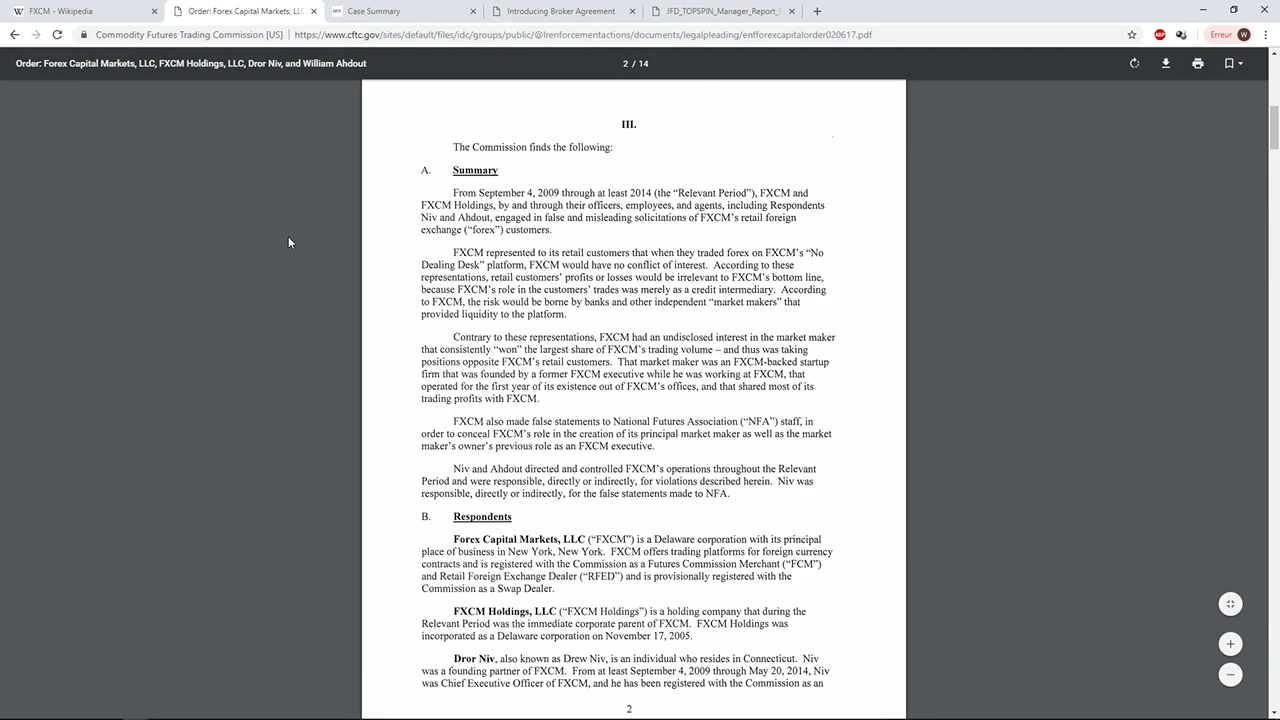 FXCM - Wikipedia
Order: Forex Capital Markets, LL
Case Summary
Introducing Broker Agreement
JFD_TOPSPIN_Manager_Report_
Commodity Futures Trading Commission [US] | https://www.cftc.gov/sites/default/files/idc/groups/public/@lrenforcementactions/documents/legalpleading/enfforexcapitalorder020617.pdf
ABP
Erreur W
Order: Forex Capital Markets, LLC, FXCM Holdings, LLC, Dror Niv, and William Ahdout
2 / 14
III.
The Commission finds the following:
A. Summary
From September 4, 2009 through at least 2014 (the “Relevant Period”), FXCM and
FXCM Holdings, by and through their officers, employees, and agents, including Respondents
Niv and Ahdout, engaged in false and misleading solicitations of FXCM’s retail foreign
exchange (“forex”) customers.
FXCM represented to its retail customers that when they traded forex on FXCM’s “No
Dealing Desk” platform, FXCM would have no conflict of interest. According to these
representations, retail customers’ profits or losses would be irrelevant to FXCM’s bottom line,
because FXCM’s role in the customers’ trades was merely as a credit intermediary. According
to FXCM, the risk would be borne by banks and other independent “market makers” that
provided liquidity to the platform.
Contrary to these representations, FXCM had an undisclosed interest in the market maker
that consistently “won” the largest share of FXCM’s trading volume – and thus was taking
positions opposite FXCM’s retail customers. That market maker was an FXCM-backed startup
firm that was founded by a former FXCM executive while he was working at FXCM, that
operated for the first year of its existence out of FXCM’s offices, and that shared most of its
trading profits with FXCM.
FXCM also made false statements to National Futures Association (“NFA”) staff, in
order to conceal FXCM’s role in the creation of its principal market maker as well as the market
maker’s owner’s previous role as an FXCM executive.
Niv and Ahdout directed and controlled FXCM’s operations throughout the Relevant
Period and were responsible, directly or indirectly, for violations described herein. Niv was
responsible, directly or indirectly, for the false statements made to NFA.
B. Respondents
Forex Capital Markets, LLC (“FXCM”) is a Delaware corporation with its principal
place of business in New York, New York. FXCM offers trading platforms for foreign currency
contracts and is registered with the Commission as a Futures Commission Merchant (“FCM”)
and Retail Foreign Exchange Dealer (“RFED”) and is provisionally registered with the
Commission as a Swap Dealer.
FXCM Holdings, LLC (“FXCM Holdings”) is a holding company that during the
Relevant Period was the immediate corporate parent of FXCM. FXCM Holdings was
incorporated as a Delaware corporation on November 17, 2005.
Dror Niv, also known as Drew Niv, is an individual who resides in Connecticut. Niv
was a founding partner of FXCM. From at least September 4, 2009 through May 20, 2014, Niv
was Chief Executive Officer of FXCM, and he has been registered with the Commission as an
2